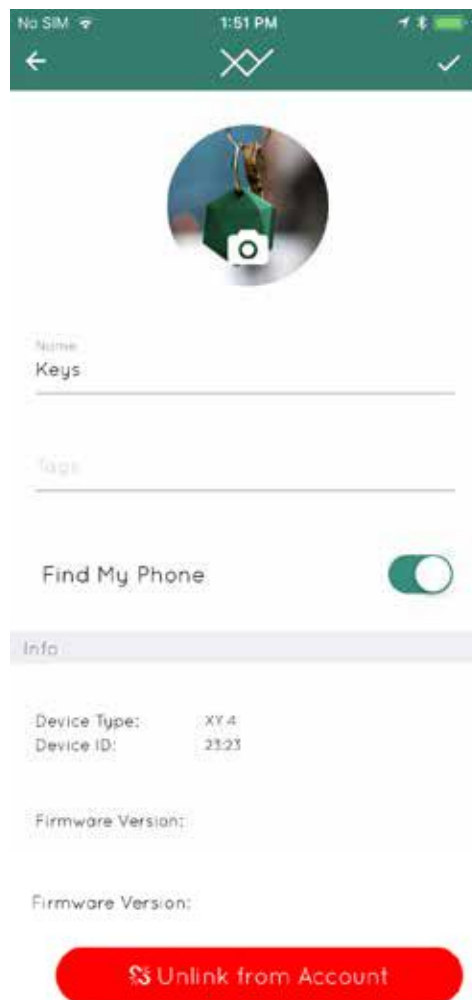 No SIM 1:51 PM
Name
Keys
Tags
Find My Phone
Info
Device Type: XY4
Device ID: 23:23
Firmware Version:
Firmware Version:
Unlink from Account